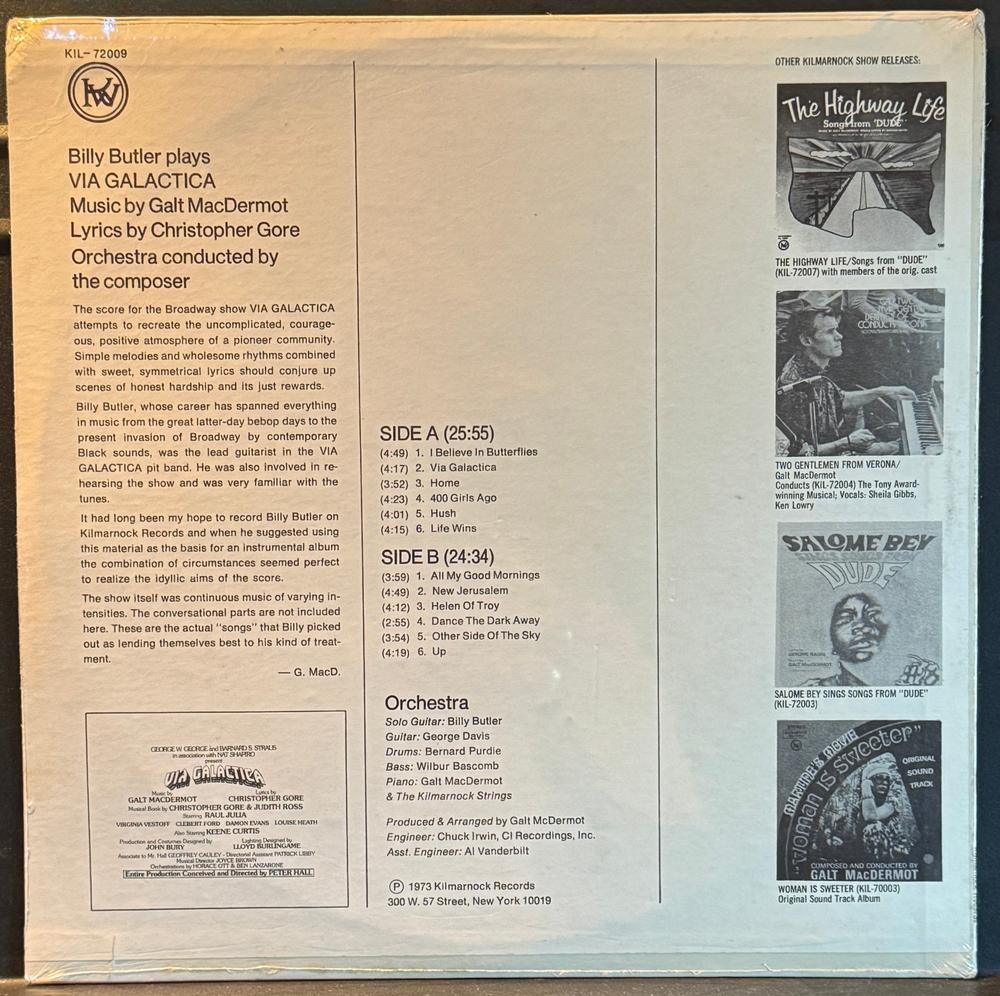 KIL-72009
KW
Billy Butler plays
VIA GALACTICA
Music by Galt MacDermot
Lyrics by Christopher Gore
Orchestra conducted by
the composer
The score for the Broadway show VIA GALACTICA
attempts to recreate the uncomplicated, courage-
ous, positive atmosphere of a pioneer community.
Simple melodies and wholesome rhythms combined
with sweet, symmetrical lyrics should conjure up
scenes of honest hardship and its just rewards.
Billy Butler, whose career has spanned everything
in music from the great latter-day bebop days to the
present invasion of Broadway by contemporary
Black sounds, was the lead guitarist in the VIA
GALACTICA pit band. He was also involved in re-
hearsing the show and was very familiar with the
tunes.
It had long been my hope to record Billy Butler on
Kilmarnock Records and when he suggested using
this material as the basis for an instrumental album
the combination of circumstances seemed perfect
to realize the idyllic aims of the score.
The show itself was continuous music of varying in-
tensities. The conversational parts are not included
here. These are the actual "songs" that Billy picked
out as lending themselves best to his kind of treat-
ment.
— G. MacD.
GEORGE W. GEORGE and BARNARD S. STRAUS
in association with NAT SHAPIRO
present
VIA GALACTICA
Music by Lyrics by
GALT MACDERMOT CHRISTOPHER GORE
Musical Book by CHRISTOPHER GORE & JUDITH ROSS
Starring RAUL JULIA
VIRGINIA VESTOFF CLEBERT FORD DAMON EVANS LOUISE HEATH
Also Starring KEENE CURTIS
Production and Costumes Designed by Lighting Designed by
JOHN BURY LLOYD BURLINGAME
Associate to Mr. Hall GEOFFREY CAULEY - Directorial Assistant PATRICK LIBBY
Musical Director JOYCE BROWN
Orchestrations by HORACE OTT & BEN LANZARONE
Entire Production Conceived and Directed by PETER HALL
SIDE A (25:55)
(4:49) 1. I Believe In Butterflies
(4:17) 2. Via Galactica
(3:52) 3. Home
(4:23) 4. 400 Girls Ago
(4:01) 5. Hush
(4:15) 6. Life Wins
SIDE B (24:34)
(3:59) 1. All My Good Mornings
(4:49) 2. New Jerusalem
(4:12) 3. Helen Of Troy
(2:55) 4. Dance The Dark Away
(3:54) 5. Other Side Of The Sky
(4:19) 6. Up
Orchestra
Solo Guitar: Billy Butler
Guitar: George Davis
Drums: Bernard Purdie
Bass: Wilbur Bascomb
Piano: Galt MacDermot
& The Kilmarnock Strings
Produced & Arranged by Galt McDermot
Engineer: Chuck Irwin, CI Recordings, Inc.
Asst. Engineer: Al Vanderbilt
Ⓟ 1973 Kilmarnock Records
300 W. 57 Street, New York 10019
OTHER KILMARNOCK SHOW RELEASES:
The Highway Life
Songs from 'DUDE'
THE HIGHWAY LIFE/Songs from "DUDE"
(KIL-72007) with members of the orig. cast
TWO GENTLEMEN FROM VERONA/
Galt MacDermot
Conducts (KIL-72004) The Tony Award-
winning Musical; Vocals: Sheila Gibbs,
Ken Lowry
SALOME BEY
DUDE
SALOME BEY SINGS SONGS FROM "DUDE"
(KIL-72003)
MARTINE'S MOVIE
"WOMAN IS SWEETER"
ORIGINAL
SOUND
TRACK
COMPOSED AND CONDUCTED BY
GALT MacDERMOT
WOMAN IS SWEETER (KIL-70003)
Original Sound Track Album